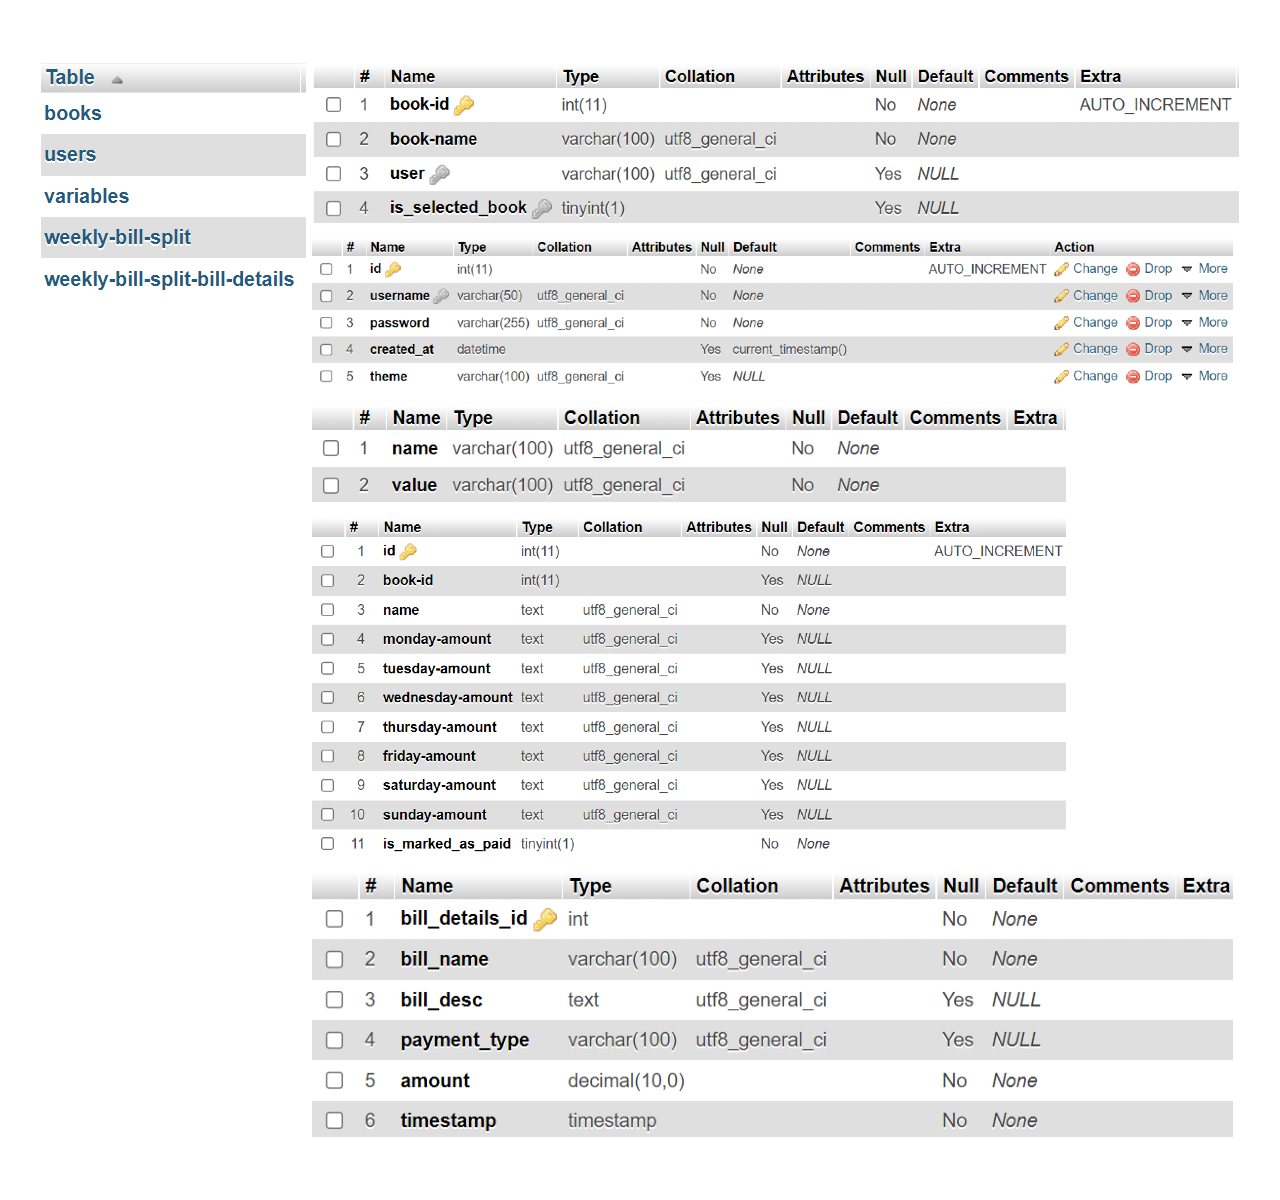 Table
books
users
variables
weekly-bill-split
weekly-bill-split-bill-details
# Name Type Collation Attributes Null Default Comments Extra
1 book-id int(11) No None AUTO_INCREMENT
2 book-name varchar(100) utf8_general_ci No None
3 user varchar(100) utf8_general_ci Yes NULL
4 is_selected_book tinyint(1) Yes NULL
# Name Type Collation Attributes Null Default Comments Extra Action
1 id int(11) No None AUTO_INCREMENT Change Drop More
2 username varchar(50) utf8_general_ci No None Change Drop More
3 password varchar(255) utf8_general_ci No None Change Drop More
4 created_at datetime Yes current_timestamp() Change Drop More
5 theme varchar(100) utf8_general_ci Yes NULL Change Drop More
# Name Type Collation Attributes Null Default Comments Extra
1 name varchar(100) utf8_general_ci No None
2 value varchar(100) utf8_general_ci No None
# Name Type Collation Attributes Null Default Comments Extra
1 id int(11) No None AUTO_INCREMENT
2 book-id int(11) Yes NULL
3 name text utf8_general_ci No None
4 monday-amount text utf8_general_ci Yes NULL
5 tuesday-amount text utf8_general_ci Yes NULL
6 wednesday-amount text utf8_general_ci Yes NULL
7 thursday-amount text utf8_general_ci Yes NULL
8 friday-amount text utf8_general_ci Yes NULL
9 saturday-amount text utf8_general_ci Yes NULL
10 sunday-amount text utf8_general_ci Yes NULL
11 is_marked_as_paid tinyint(1) No None
# Name Type Collation Attributes Null Default Comments Extra
1 bill_details_id int No None
2 bill_name varchar(100) utf8_general_ci No None
3 bill_desc text utf8_general_ci Yes NULL
4 payment_type varchar(100) utf8_general_ci Yes NULL
5 amount decimal(10,0) No None
6 timestamp timestamp No None